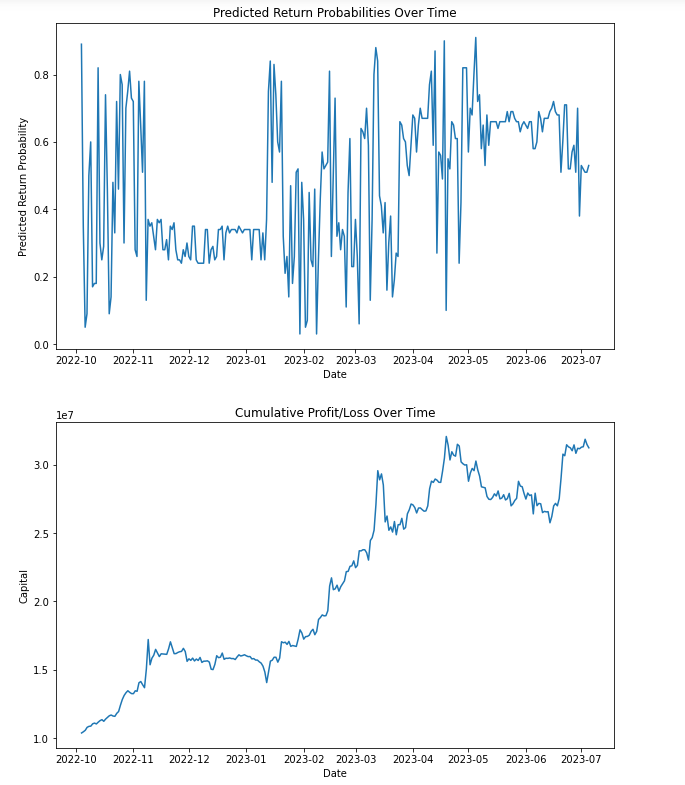 Predicted Return Probabilities Over Time
Predicted Return Probability
0.8
0.6
0.4
0.2
0.0
2022-10 2022-11 2022-12 2023-01 2023-02 2023-03 2023-04 2023-05 2023-06 2023-07
Date
1e7
Cumulative Profit/Loss Over Time
Capital
3.0
2.5
2.0
1.5
1.0
2022-10 2022-11 2022-12 2023-01 2023-02 2023-03 2023-04 2023-05 2023-06 2023-07
Date